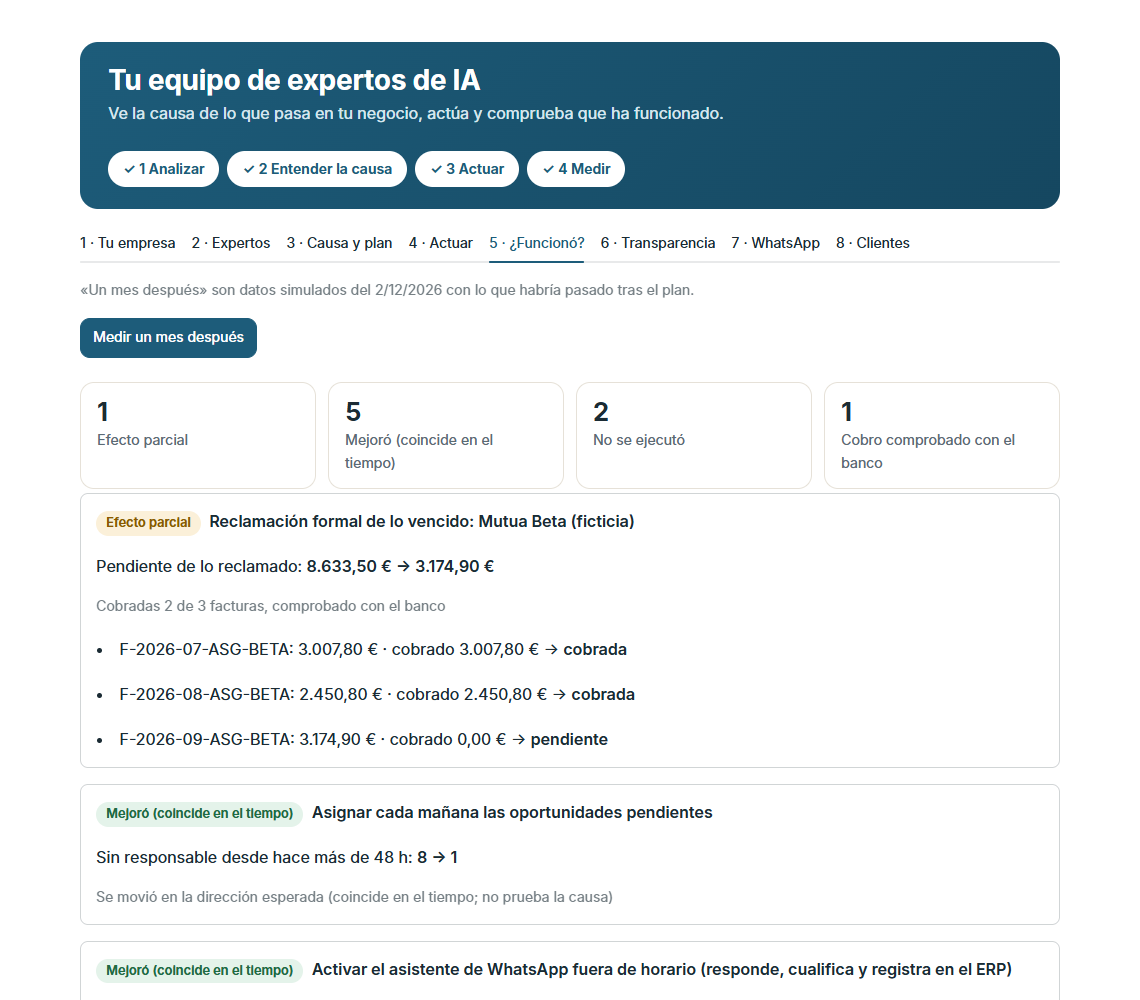 Tu equipo de expertos de IA
Ve la causa de lo que pasa en tu negocio, actúa y comprueba que ha funcionado.
✓ 1 Analizar
✓ 2 Entender la causa
✓ 3 Actuar
✓ 4 Medir
1 · Tu empresa
2 · Expertos
3 · Causa y plan
4 · Actuar
5 · ¿Funcionó?
6 · Transparencia
7 · WhatsApp
8 · Clientes
«Un mes después» son datos simulados del 2/12/2026 con lo que habría pasado tras el plan.
Medir un mes después
1
Efecto parcial
5
Mejoró (coincide en el
tiempo)
2
No se ejecutó
1
Cobro comprobado con el
banco
Efecto parcial Reclamación formal de lo vencido: Mutua Beta (ficticia)
Pendiente de lo reclamado: 8.633,50 € → 3.174,90 €
Cobradas 2 de 3 facturas, comprobado con el banco
• F-2026-07-ASG-BETA: 3.007,80 € · cobrado 3.007,80 € → cobrada
• F-2026-08-ASG-BETA: 2.450,80 € · cobrado 2.450,80 € → cobrada
• F-2026-09-ASG-BETA: 3.174,90 € · cobrado 0,00 € → pendiente
Mejoró (coincide en el tiempo) Asignar cada mañana las oportunidades pendientes
Sin responsable desde hace más de 48 h: 8 → 1
Se movió en la dirección esperada (coincide en el tiempo; no prueba la causa)
Mejoró (coincide en el tiempo) Activar el asistente de WhatsApp fuera de horario (responde, cualifica y registra en el ERP)